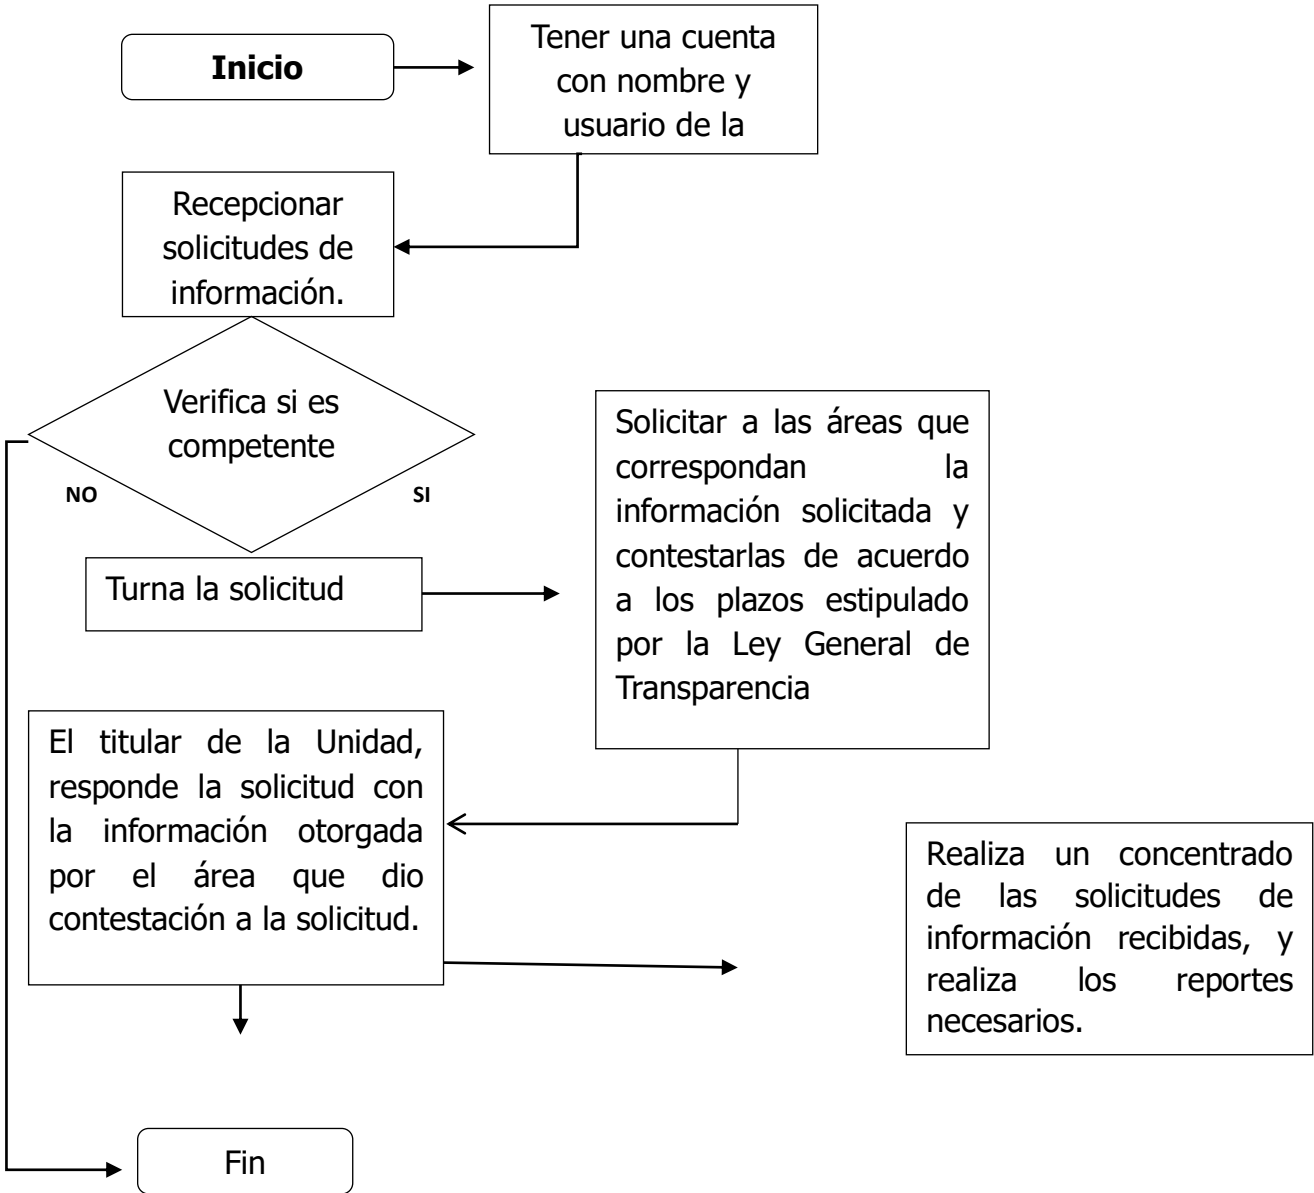 Inicio
Tener una cuenta
con nombre y
usuario de la
Recepcionar
solicitudes de
información.
Verifica si es
competente
NO
SI
Turna la solicitud
Solicitar a las áreas que
correspondan la
información solicitada y
contestarlas de acuerdo
a los plazos estipulado
por la Ley General de
Transparencia
El titular de la Unidad,
responde la solicitud con
la información otorgada
por el área que dio
contestación a la solicitud.
Realiza un concentrado
de las solicitudes de
información recibidas, y
realiza los reportes
necesarios.
Fin